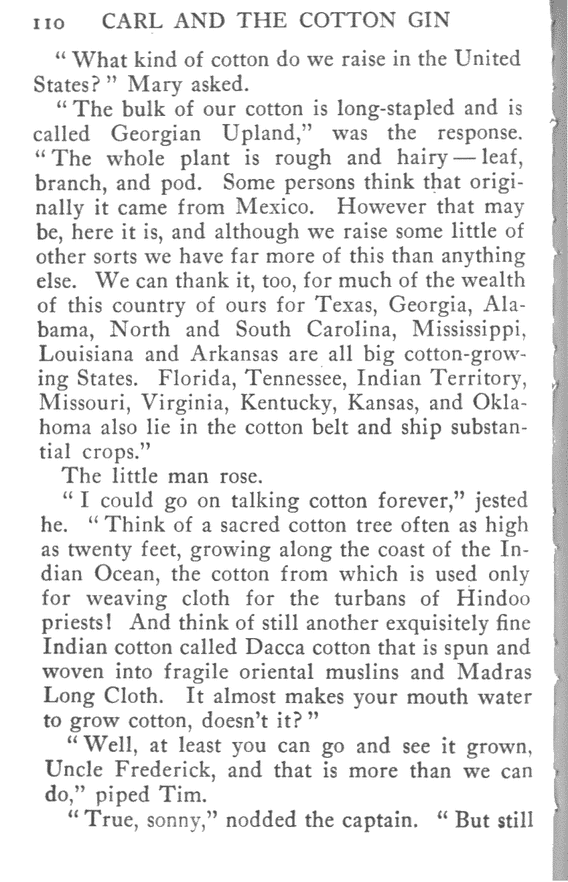 110 CARL AND THE COTTON GIN
“ What kind of cotton do we raise in the United
States? ” Mary asked.
“ The bulk of our cotton is long-stapled and is
called Georgian Upland,” was the response.
“ The whole plant is rough and hairy — leaf,
branch, and pod. Some persons think that origi-
nally it came from Mexico. However that may
be, here it is, and although we raise some little of
other sorts we have far more of this than anything
else. We can thank it, too, for much of the wealth
of this country of ours for Texas, Georgia, Ala-
bama, North and South Carolina, Mississippi,
Louisiana and Arkansas are all big cotton-grow-
ing States. Florida, Tennessee, Indian Territory,
Missouri, Virginia, Kentucky, Kansas, and Okla-
homa also lie in the cotton belt and ship substan-
tial crops.”
The little man rose.
“ I could go on talking cotton forever,” jested
he. “ Think of a sacred cotton tree often as high
as twenty feet, growing along the coast of the In-
dian Ocean, the cotton from which is used only
for weaving cloth for the turbans of Hindoo
priests! And think of still another exquisitely fine
Indian cotton called Dacca cotton that is spun and
woven into fragile oriental muslins and Madras
Long Cloth. It almost makes your mouth water
to grow cotton, doesn’t it? ”
“ Well, at least you can go and see it grown,
Uncle Frederick, and that is more than we can
do,” piped Tim.
“ True, sonny,” nodded the captain. “ But still